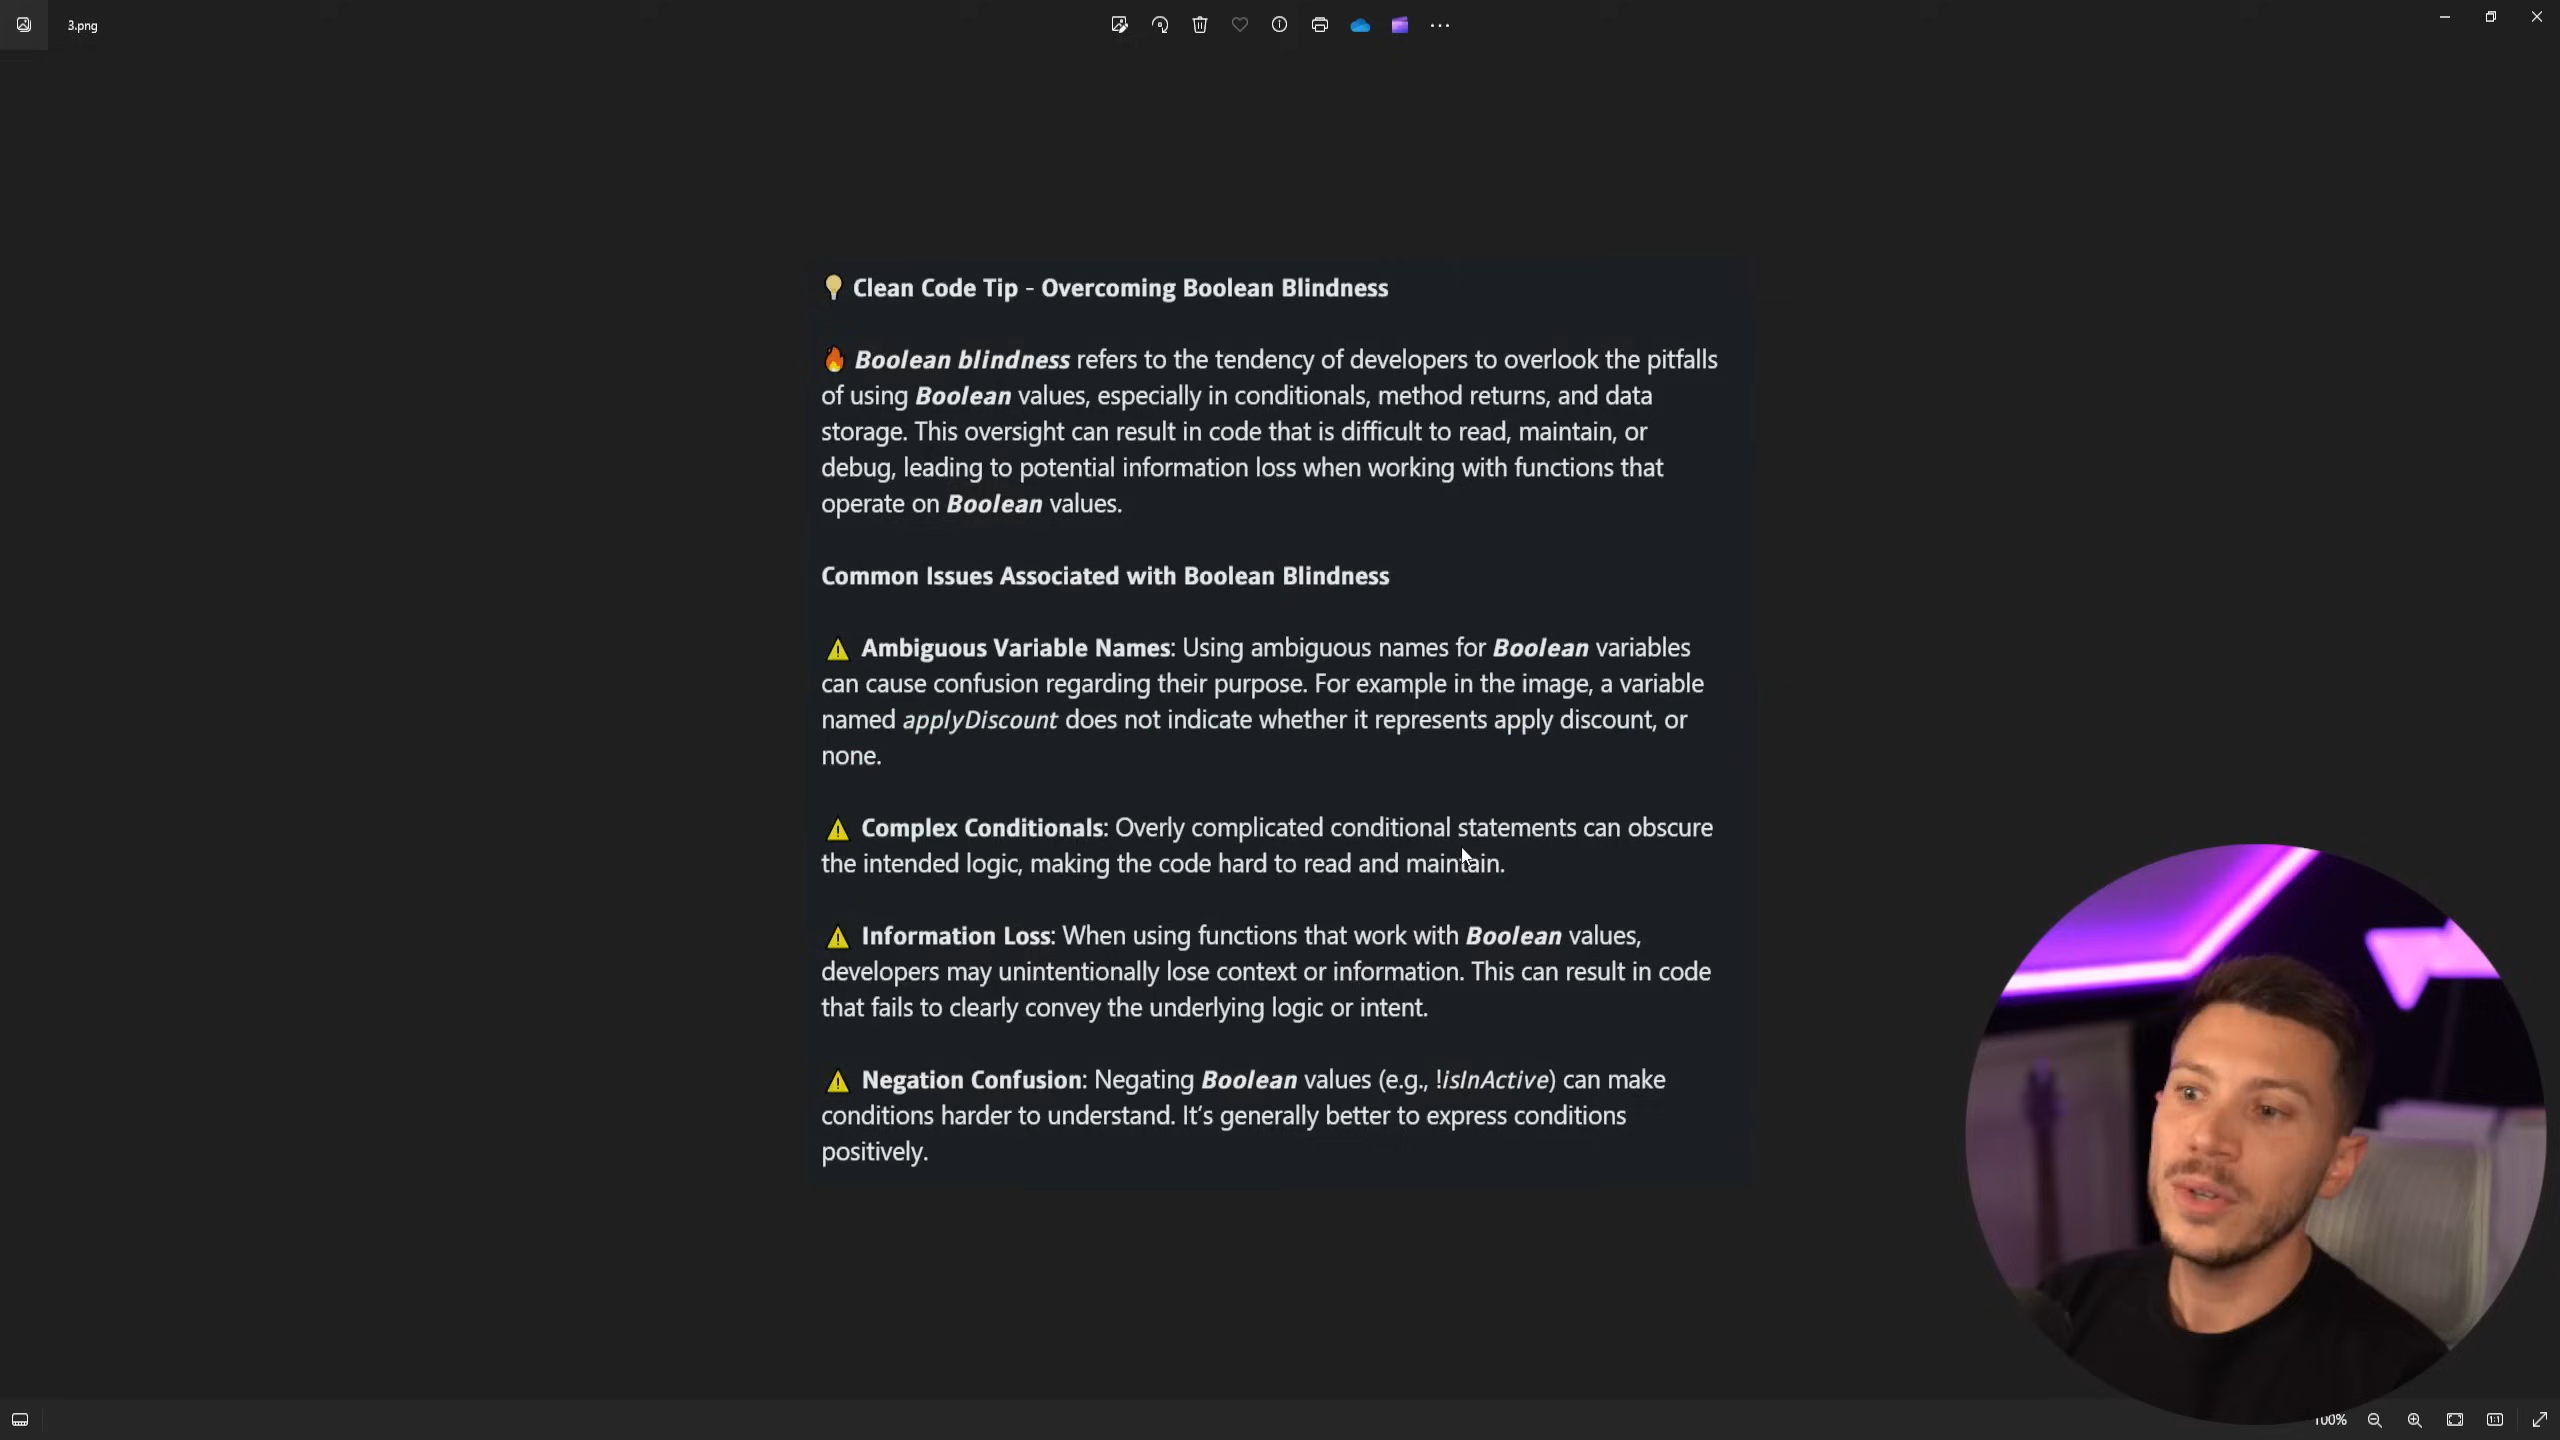 3.png
Clean Code Tip - Overcoming Boolean Blindness
Boolean blindness refers to the tendency of developers to overlook the pitfalls
of using Boolean values, especially in conditionals, method returns, and data
storage. This oversight can result in code that is difficult to read, maintain, or
debug, leading to potential information loss when working with functions that
operate on Boolean values.
Common Issues Associated with Boolean Blindness
Ambiguous Variable Names: Using ambiguous names for Boolean variables
can cause confusion regarding their purpose. For example in the image, a variable
named applyDiscount does not indicate whether it represents apply discount, or
none.
Complex Conditionals: Overly complicated conditional statements can obscure
the intended logic, making the code hard to read and maintain.
Information Loss: When using functions that work with Boolean values,
developers may unintentionally lose context or information. This can result in code
that fails to clearly convey the underlying logic or intent.
Negation Confusion: Negating Boolean values (e.g., !isInActive) can make
conditions harder to understand. It's generally better to express conditions
positively.
100%